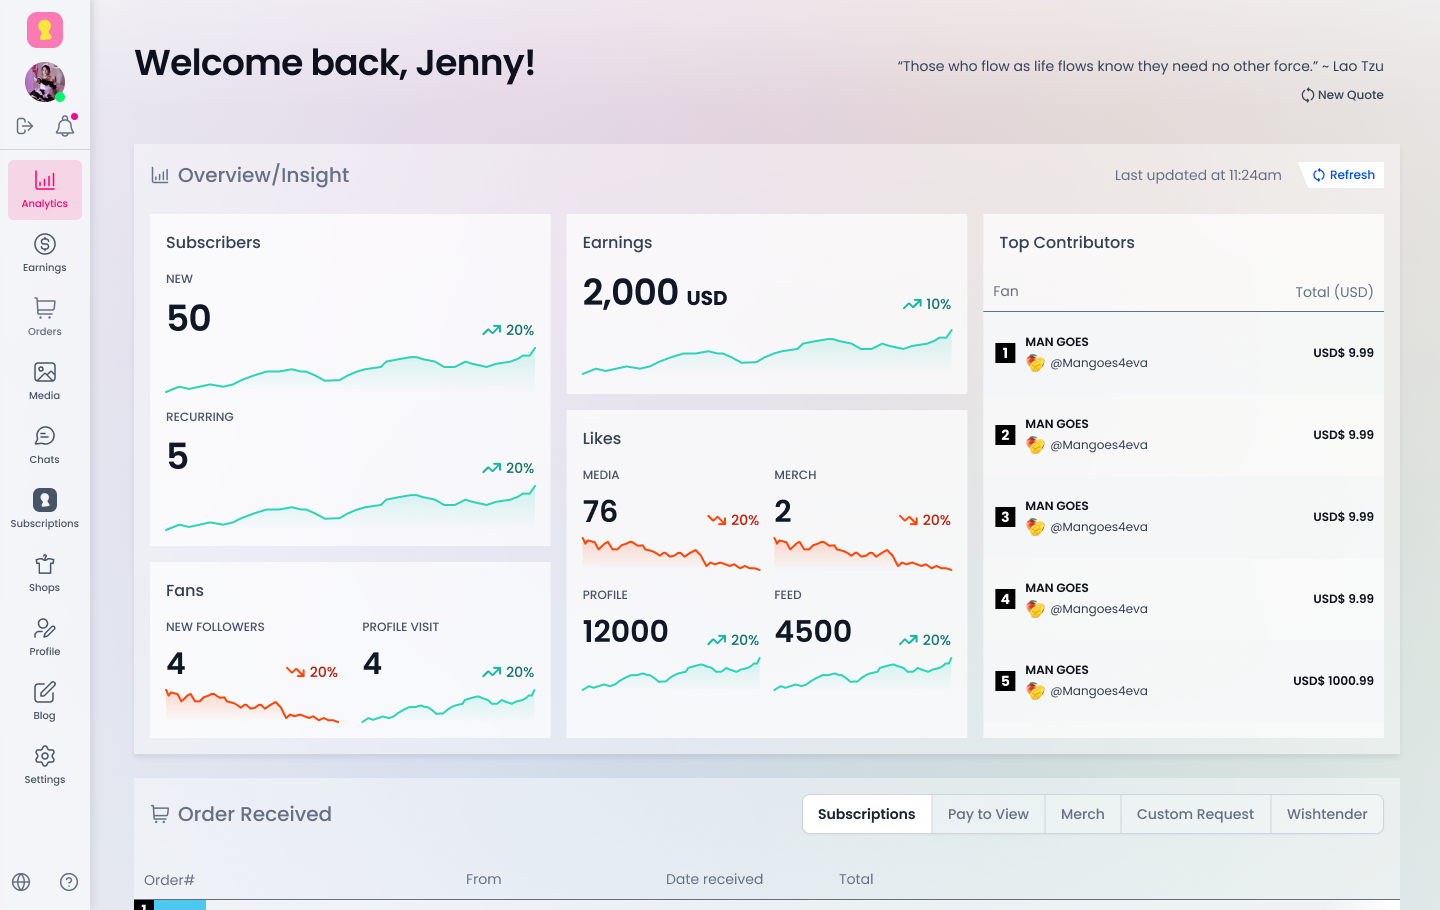 Welcome back, Jenny!
“Those who flow as life flows know they need no other force.” ~ Lao Tzu
New Quote
Analytics
Earnings
Orders
Media
Chats
Subscriptions
Shops
Profile
Blog
Settings
Overview/Insight
Last updated at 11:24am
Refresh
Subscribers
NEW
50
20%
RECURRING
5
20%
Fans
NEW FOLLOWERS
4
20%
PROFILE VISIT
4
20%
Earnings
2,000 USD
10%
Likes
MEDIA
76
20%
MERCH
2
20%
PROFILE
12000
20%
FEED
4500
20%
Top Contributors
Fan Total (USD)
1 MAN GOES USD$ 9.99
@Mangoes4eva
2 MAN GOES USD$ 9.99
@Mangoes4eva
3 MAN GOES USD$ 9.99
@Mangoes4eva
4 MAN GOES USD$ 9.99
@Mangoes4eva
5 MAN GOES USD$ 1000.99
@Mangoes4eva
Order Received
Subscriptions Pay to View Merch Custom Request Wishtender
Order# From Date received Total
1